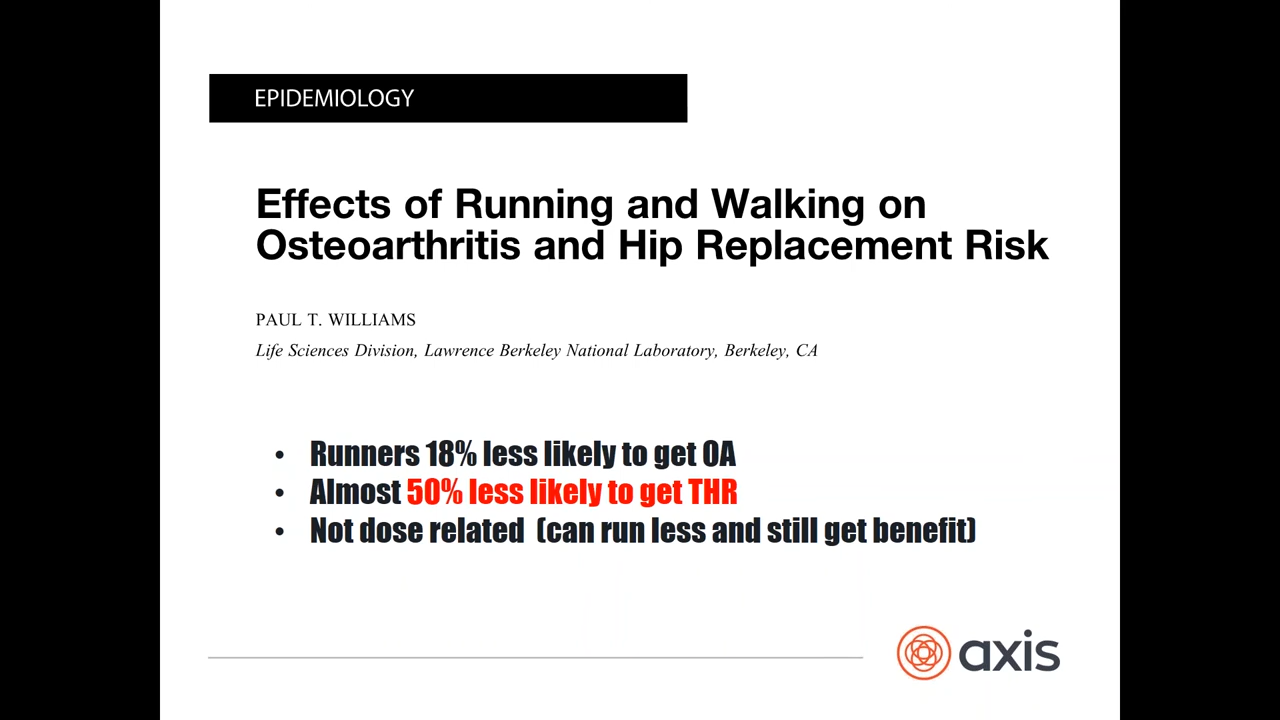 EPIDEMIOLOGY
Effects of Running and Walking on
Osteoarthritis and Hip Replacement Risk
PAUL T. WILLIAMS
Life Sciences Division, Lawrence Berkeley National Laboratory, Berkeley, CA
• Runners 18% less likely to get OA
• Almost 50% less likely to get THR
• Not dose related (can run less and still get benefit)
axis